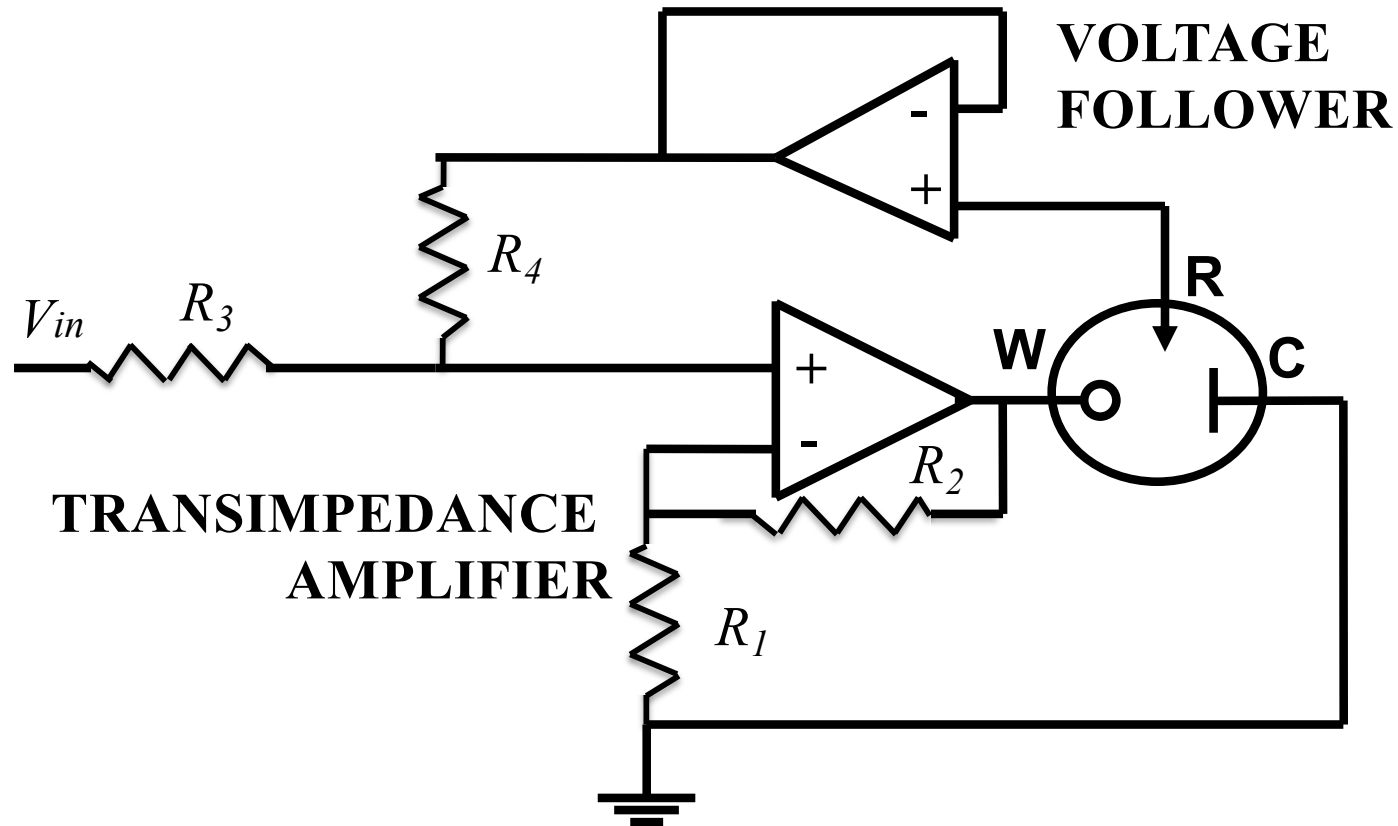 VOLTAGE
FOLLOWER
-
+
R4
R
Vin
R3
W
C
+
-
R2
TRANSIMPEDANCE
AMPLIFIER
R1